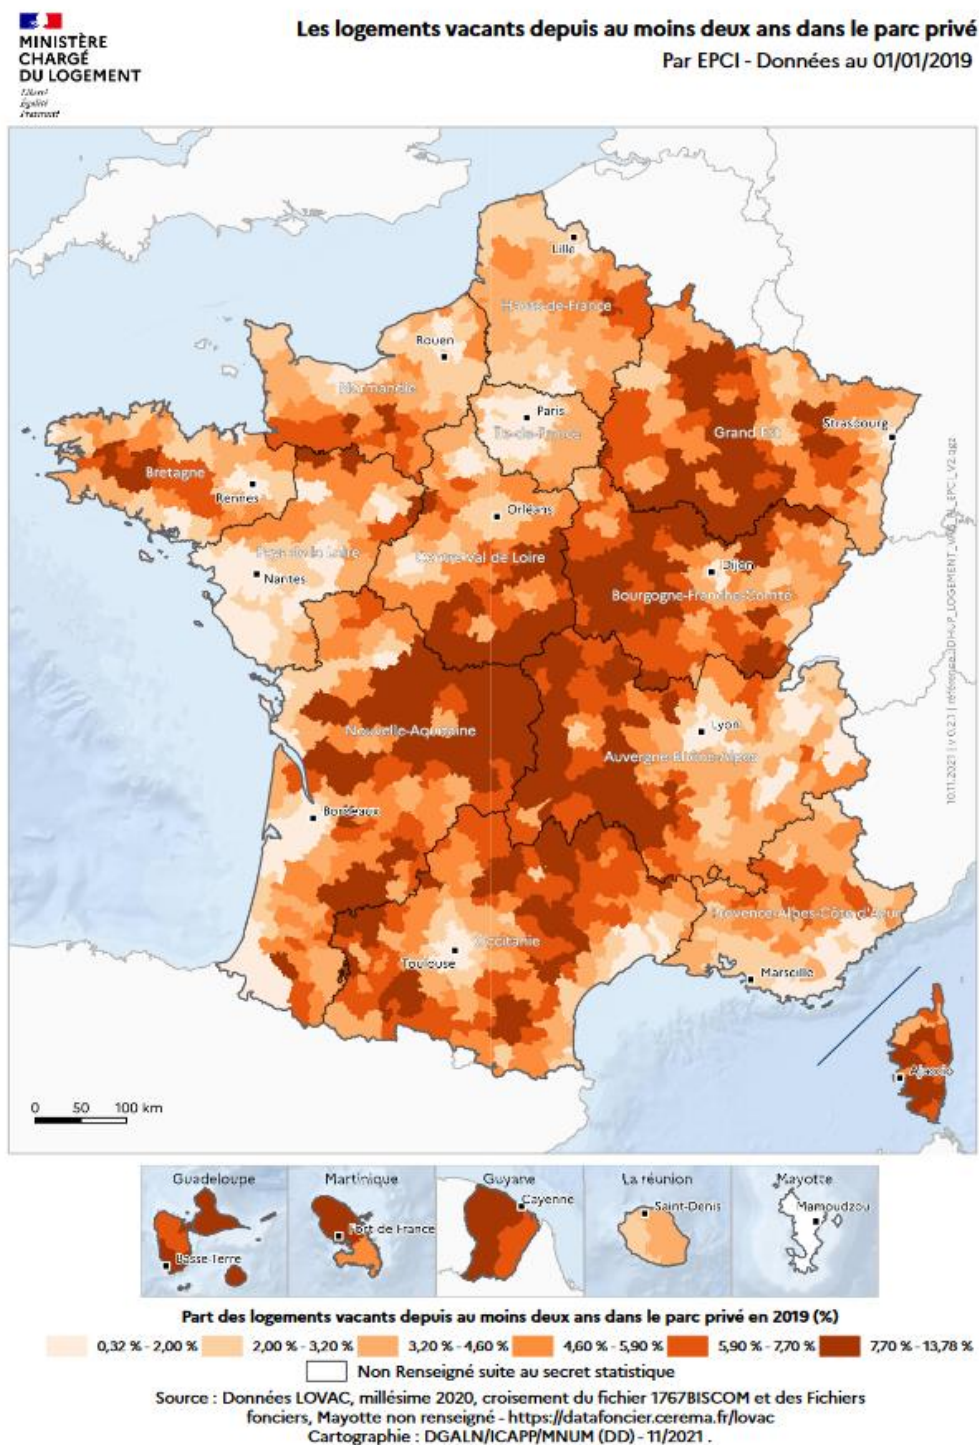 Les logements vacants depuis au moins deux ans dans le parc privé
Par EPCI - Données au 01/01/2019
MINISTÈRE
CHARGÉ
DU LOGEMENT
Liberté
Égalité
Fraternité
Lille
Hauts-de-France
Rouen
Normandie
Paris
Île-de-France
Grand Est
Strasbourg
Bretagne
Rennes
Orléans
Pays de la Loire
Centre Val de Loire
Nantes
Dijon
Bourgogne-Franche-Comté
Lyon
Nouvelle-Aquitaine
Auvergne-Rhône-Alpes
Bordeaux
Provence-Alpes-Côte d'Azur
Occitanie
Toulouse
Marseille
Ajaccio
0 50 100 km
Guadeloupe
Basse-Terre
Martinique
Fort de France
Guyane
Cayenne
La réunion
Saint-Denis
Mayotte
Mamoudzou
Part des logements vacants depuis au moins deux ans dans le parc privé en 2019 (%)
0,32 % - 2,00 % 2,00 % - 3,20 % 3,20 % - 4,60 % 4,60 % - 5,90 % 5,90 % - 7,70 % 7,70 % - 13,78 %
Non Renseigné suite au secret statistique
Source : Données LOVAC, millésime 2020, croisement du fichier 1767BISCOM et des Fichiers
fonciers, Mayotte non renseigné - https://datafoncier.cerema.fr/lovac
Cartographie : DGALN/ICAPP/MNUM (DD) - 11/2021 .